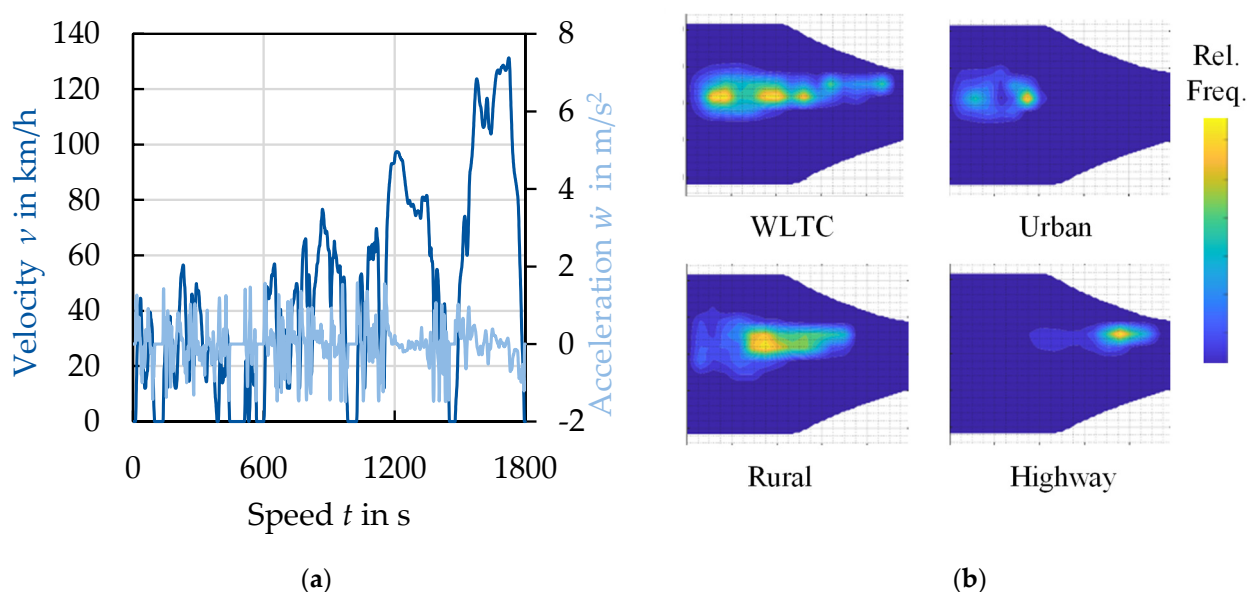 140
120
100
80
60
40
20
0
Velocity v in km/h
8
6
4
2
0
-2
Acceleration ẇ in m/s²
0 600 1200 1800
Speed t in s
(a)
WLTC
Urban
Rural
Highway
Rel.
Freq.
(b)